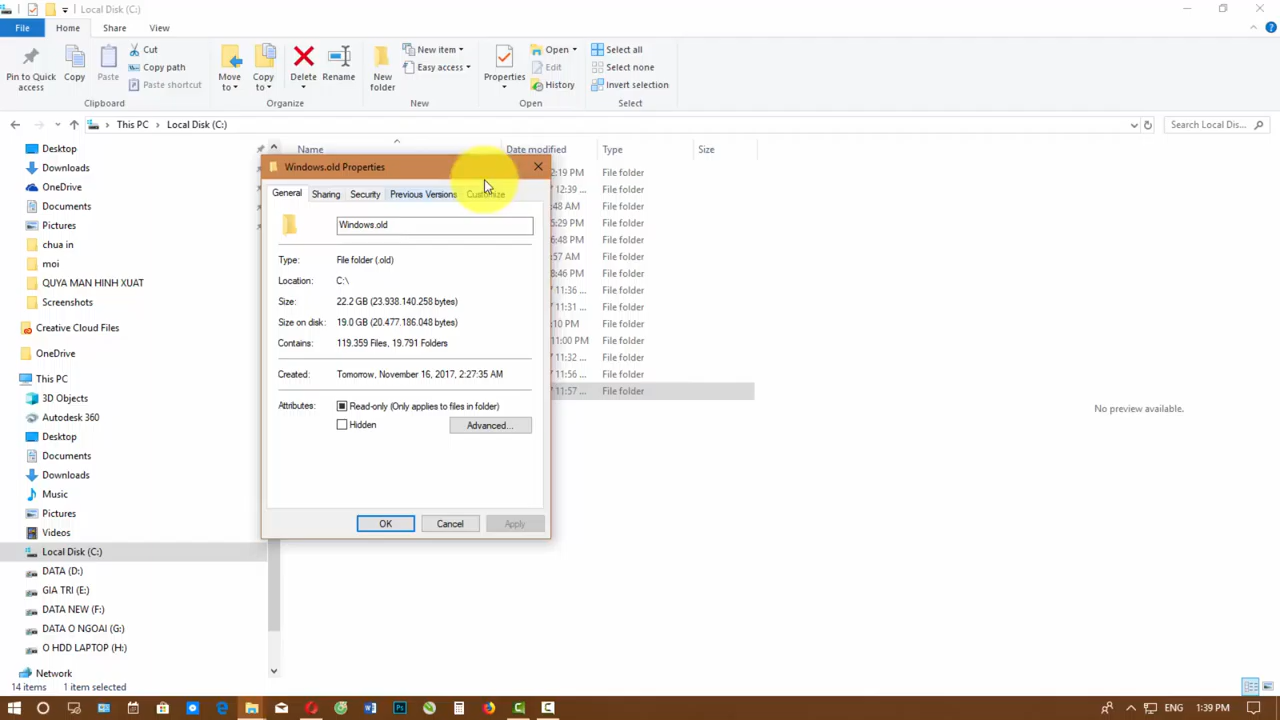 Local Disk (C:)
File
Home
Share
View
Pin to Quick access
Copy
Paste
Cut
Copy path
Paste shortcut
Clipboard
Move to
Copy to
Delete
Rename
Organize
New folder
New item
Easy access
New
Properties
Open
Edit
History
Open
Select all
Select none
Invert selection
Select
This PC
Local Disk (C:)
Search Local Dis...
Desktop
Downloads
OneDrive
Documents
Pictures
chua in
moi
QUYA MAN HINH XUAT
Screenshots
Creative Cloud Files
OneDrive
This PC
3D Objects
Autodesk 360
Desktop
Documents
Downloads
Music
Pictures
Videos
Local Disk (C:)
DATA (D:)
GIA TRI (E:)
DATA NEW (F:)
DATA O NGOAI (G:)
O HDD LAPTOP (H:)
Network
Name
Date modified
Type
Size
2:19 PM File folder
12:39 ... File folder
:48 AM File folder
5:29 PM File folder
6:48 PM File folder
:57 AM File folder
8:46 PM File folder
11:36 ... File folder
11:31 ... File folder
:10 PM File folder
11:00 PM File folder
11:32 ... File folder
11:56 ... File folder
11:57 ... File folder
Windows.old Properties
General
Sharing
Security
Previous Versions
Customize
Windows.old
Type: File folder (.old)
Location: C:\
Size: 22.2 GB (23.938.140.258 bytes)
Size on disk: 19.0 GB (20.477.186.048 bytes)
Contains: 119.359 Files, 19.791 Folders
Created: Tomorrow, November 16, 2017, 2:27:35 AM
Attributes: Read-only (Only applies to files in folder)
Hidden
Advanced...
OK
Cancel
Apply
No preview available.
14 items
1 item selected
ENG
1:39 PM